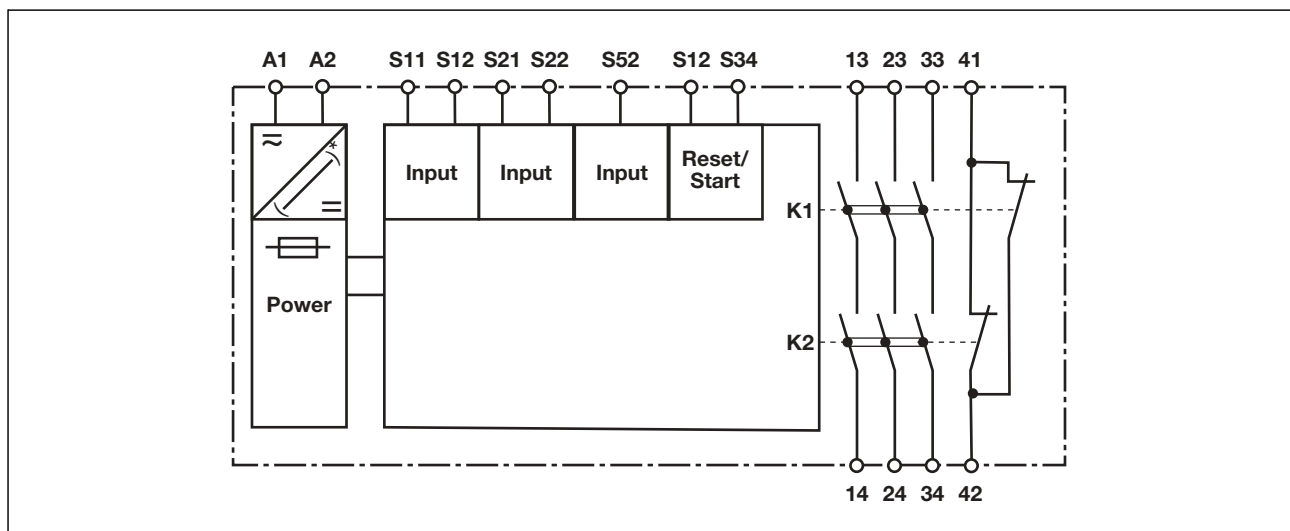 A1 A2 S11 S12 S21 S22 S52 S12 S34 13 23 33 41
Input Input Input Reset/
Start
K1
Power
K2
14 24 34 42